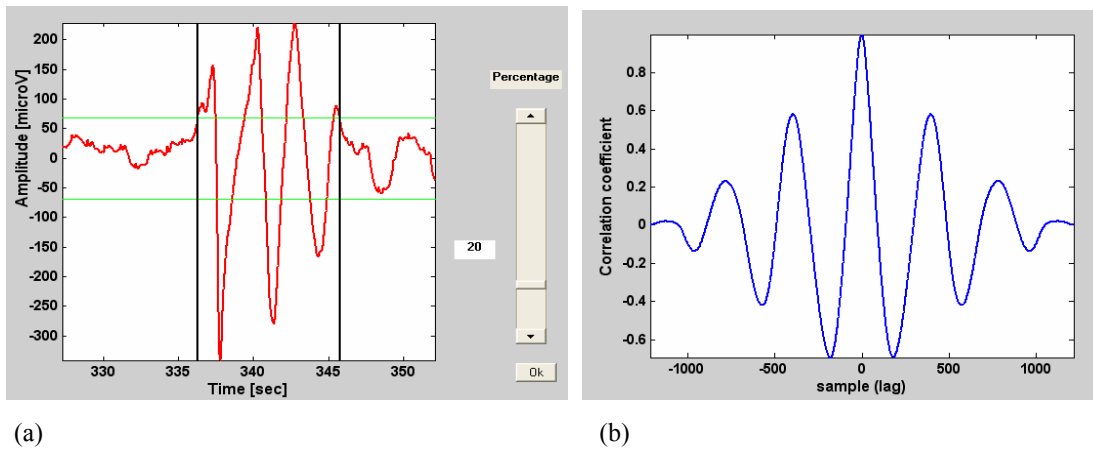 200
150
100
50
0
-50
-100
-150
-200
-250
-300
Amplitude [microV]
330 335 340 345 350
Time [sec]
Percentage
20
Ok
(a)
0.8
0.6
0.4
0.2
0
-0.2
-0.4
-0.6
Correlation coefficient
-1000 -500 0 500 1000
sample (lag)
(b)